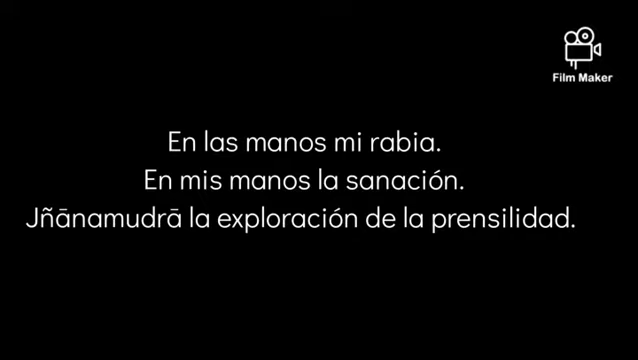 Film Maker
En las manos mi rabia.
En mis manos la sanación.
Jñānamudrā la exploración de la prensilidad.